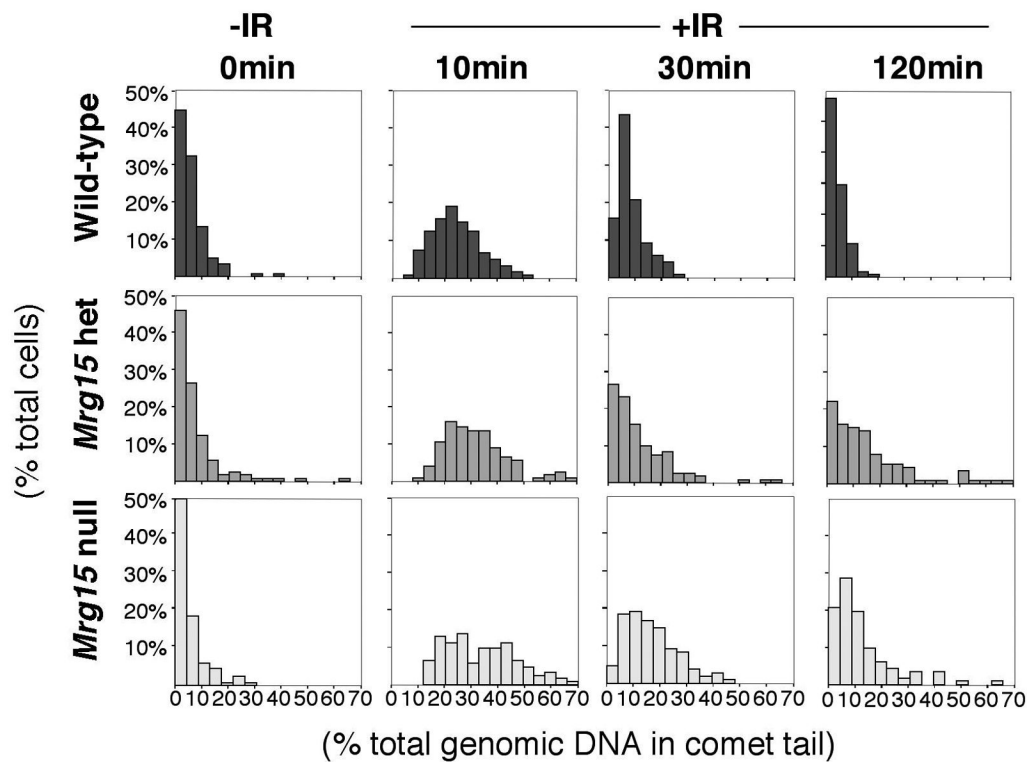 -IR +IR
0min 10min 30min 120min
Wild-type
50%
40%
30%
20%
10%
Mrg15 het
50%
40%
30%
20%
10%
Mrg15 null
50%
40%
30%
20%
10%
0 10 20 30 40 50 60 70 0 10 20 30 40 50 60 70 0 10 20 30 40 50 60 70 0 10 20 30 40 50 60 70
(% total cells)
(% total genomic DNA in comet tail)